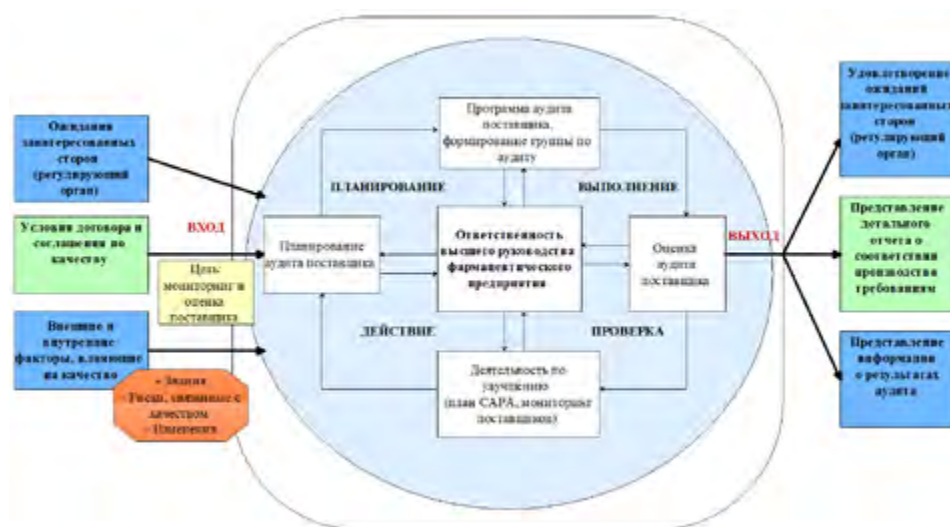 Ожидания
заинтересованных
сторон
(регулирующий
орган)
Условия договора и
соглашения по
качеству
Внешние и
внутренние
факторы, влияющие
на качество
ВХОД
Цель:
мониторинг и
оценка
поставщика
- Знания
- Риски, связанные с
качеством
- Изменения
Программа аудита
поставщика,
формирование группы по
аудиту
ПЛАНИРОВАНИЕ
ВЫПОЛНЕНИЕ
Планирование
аудита поставщика
Ответственность
высшего руководства
фармацевтического
предприятия
Оценка
аудита
поставщика
ДЕЙСТВИЕ
ПРОВЕРКА
Деятельность по
улучшению
(план САРА, мониторинг
поставщиков)
ВЫХОД
Удовлетворение
ожиданий
заинтересованных
сторон
(регулирующий
орган)
Представление
детального
отчета о
соответствии
производства
требованиям
Представление
информации
о результатах
аудита